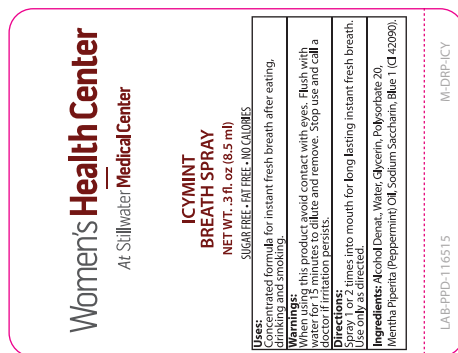 Women's Health Center
At Stillwater Medical Center
ICYMINT
BREATH SPRAY
NET WT. .3 fl. oz (8.5 ml)
SUGAR FREE • FAT FREE • NO CALORIES
Uses:
Concentrated formula for instant fresh breath after eating,
drinking and smoking.
Warnings:
When using this product avoid contact with eyes. Flush with
water for 15 minutes to dilute and remove. Stop use and call a
doctor if irritation persists.
Directions:
Spray 1 or 2 times into mouth for long lasting instant fresh breath.
Use only as directed.
Ingredients: Alcohol Denat., Water, Glycerin, Polysorbate 20,
Mentha Piperita (Peppermint) Oil, Sodium Saccharin, Blue 1 (CI 42090).
LAB-PPD-116515
M-DRP-ICY